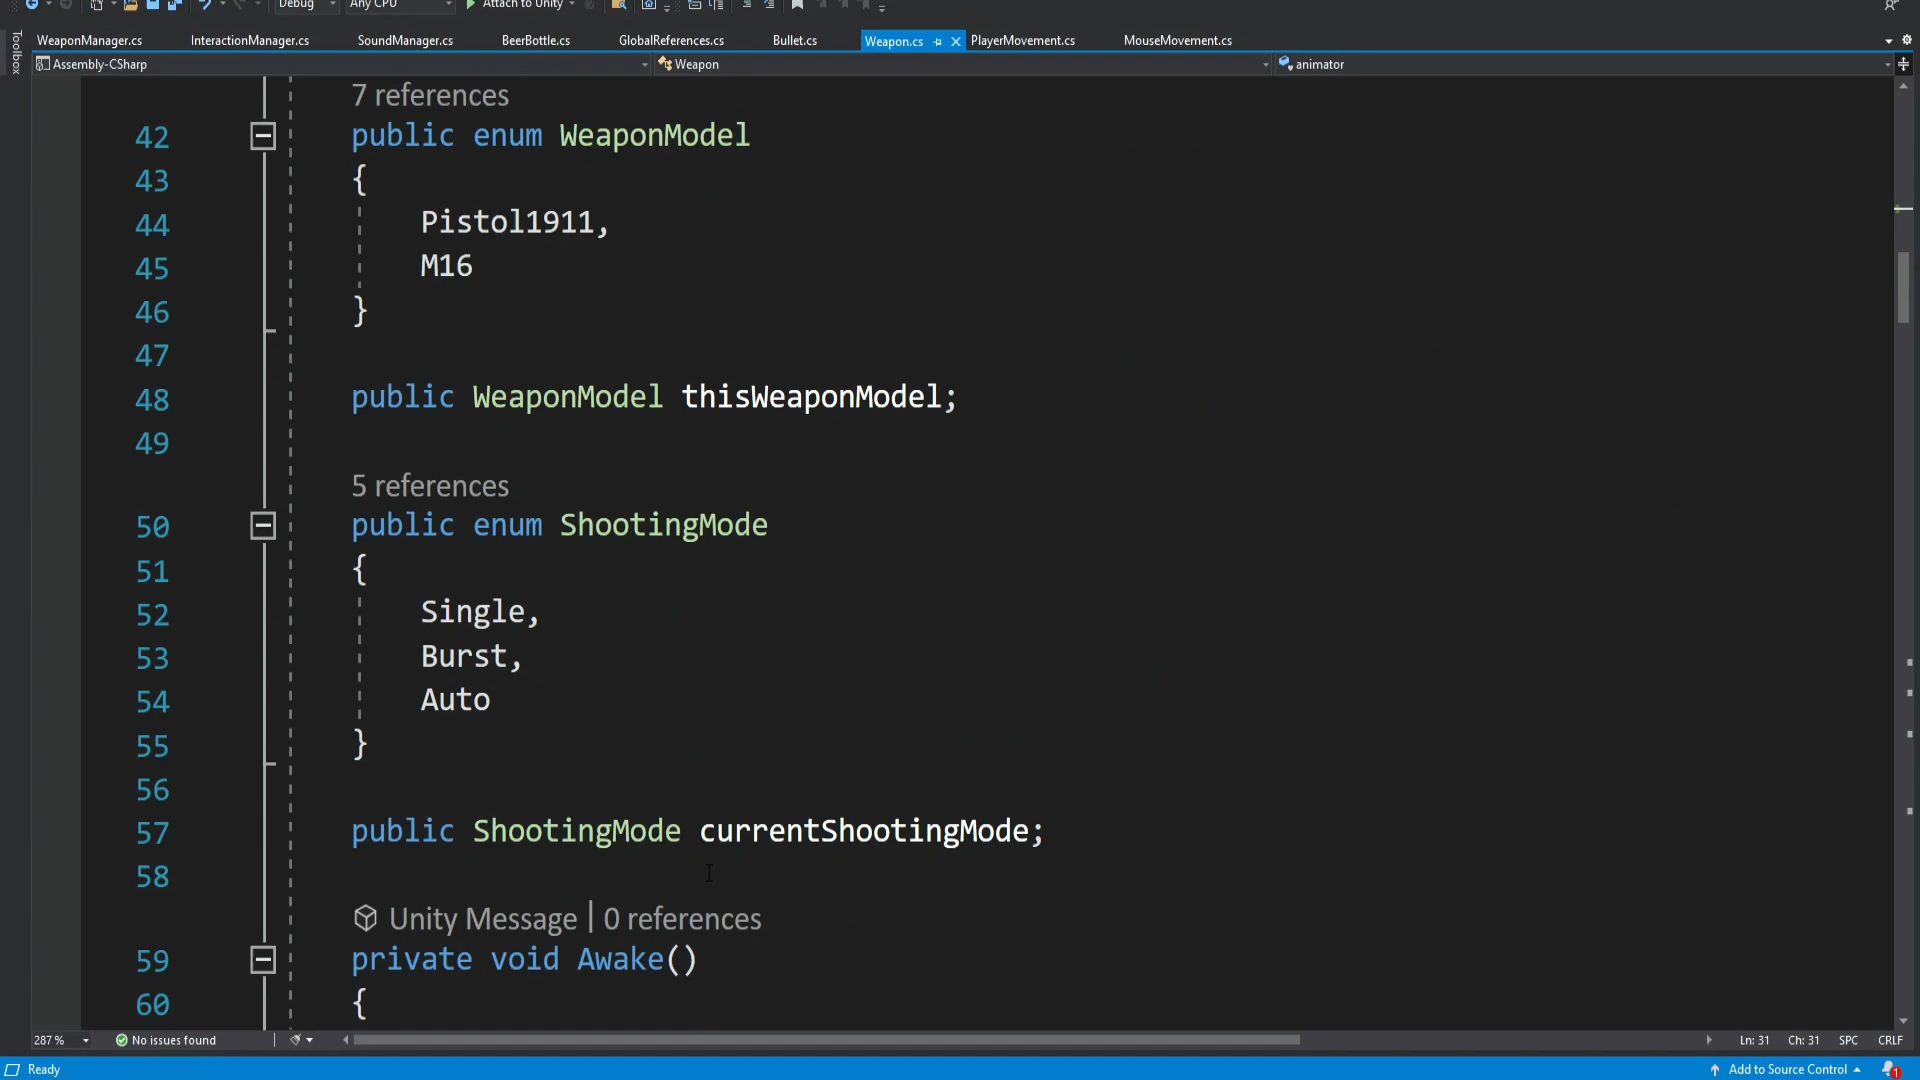 Debug Any CPU Attach to Unity
Toolbox
WeaponManager.cs InteractionManager.cs SoundManager.cs BeerBottle.cs GlobalReferences.cs Bullet.cs Weapon.cs PlayerMovement.cs MouseMovement.cs
Assembly-CSharp Weapon animator
7 references
42 public enum WeaponModel
43 {
44 Pistol1911,
45 M16
46 }
47
48 public WeaponModel thisWeaponModel;
49
5 references
50 public enum ShootingMode
51 {
52 Single,
53 Burst,
54 Auto
55 }
56
57 public ShootingMode currentShootingMode;
58
Unity Message | 0 references
59 private void Awake()
60 {
287 % No issues found Ln: 31 Ch: 31 SPC CRLF
Ready Add to Source Control 1